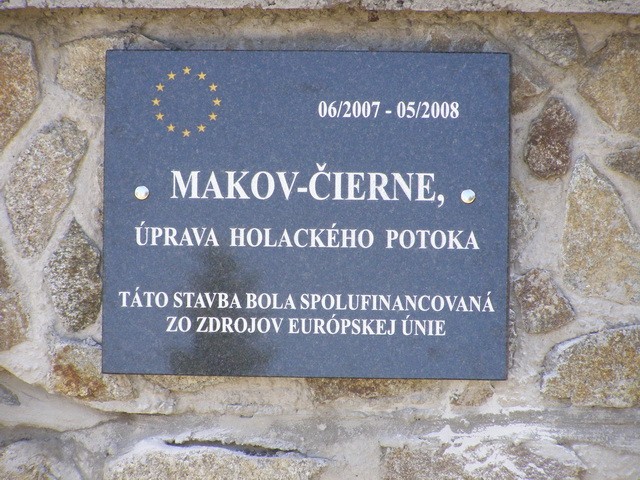 06/2007 - 05/2008
MAKOV-ČIERNE,
ÚPRAVA HOLACKÉHO POTOKA
TÁTO STAVBA BOLA SPOLUFINANCOVANÁ
ZO ZDROJOV EURÓPSKEJ ÚNIE